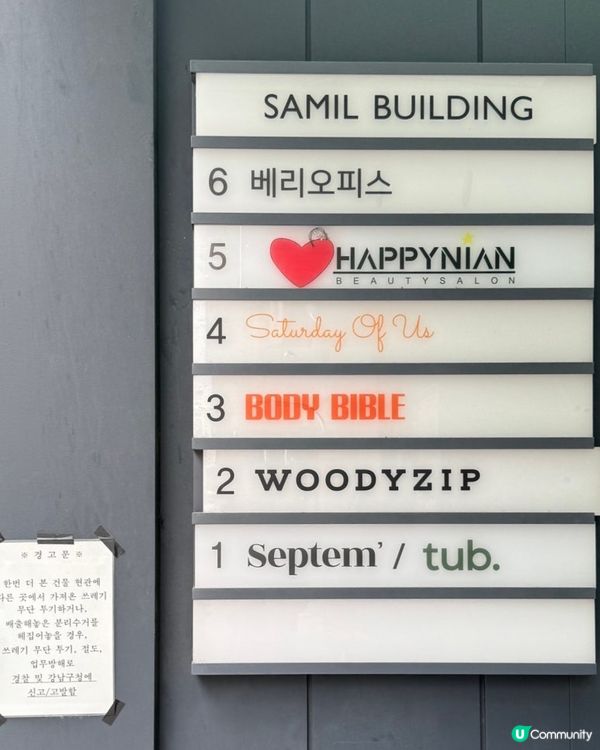 SAMIL BUILDING
6 베리오피스
5 HAPPYNIAN
BEAUTYSALON
4 Saturday Of Us
3 BODY BIBLE
2 WOODYZIP
1 Septem' / tub.
※ 경 고 문 ※
한번 더 본 건물 현관에
다른 곳에서 가져온 쓰레기
무단 투기하거나,
배출해놓은 분리수거를
헤집어놓을 경우,
쓰레기 무단 투기, 절도,
업무방해로
경찰 및 강남구청에
신고/고발함
U Community